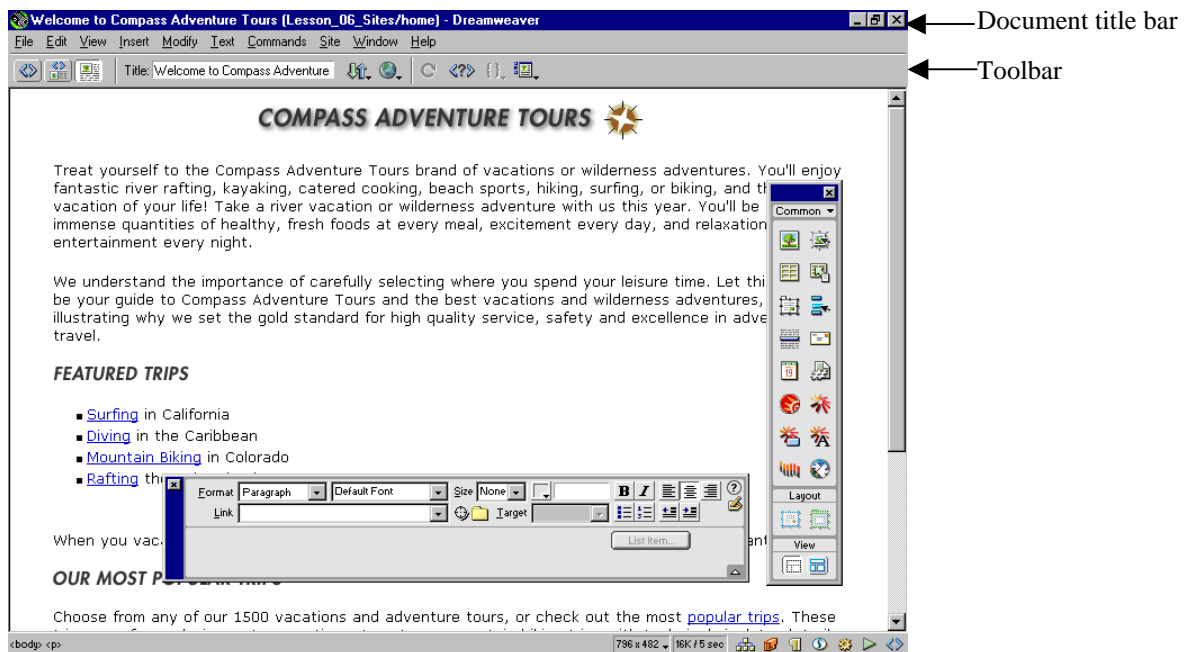 Welcome to Compass Adventure Tours (Lesson_06_Sites/home) - Dreamweaver
Document title bar
File Edit View Insert Modify Text Commands Site Window Help
Title: Welcome to Compass Adventure
Toolbar
COMPASS ADVENTURE TOURS
Treat yourself to the Compass Adventure Tours brand of vacations or wilderness adventures. You'll enjoy
fantastic river rafting, kayaking, catered cooking, beach sports, hiking, surfing, or biking, and
vacation of your life! Take a river vacation or wilderness adventure with us this year. You'll be
immense quantities of healthy, fresh foods at every meal, excitement every day, and relaxation
entertainment every night.
We understand the importance of carefully selecting where you spend your leisure time. Let
be your guide to Compass Adventure Tours and the best vacations and wilderness adventures,
illustrating why we set the gold standard for high quality service, safety and excellence in
travel.
FEATURED TRIPS
Surfing in California
Diving in the Caribbean
Mountain Biking in Colorado
Rafting
When you
OUR MOST
Choose from any of our 1500 vacations and adventure tours, or check out the most popular trips. These
Common
19
Layout
View
Format Paragraph Default Font Size None B I
Link Target
List Item...
<body> <p>
796 x 482 16K / 5 sec